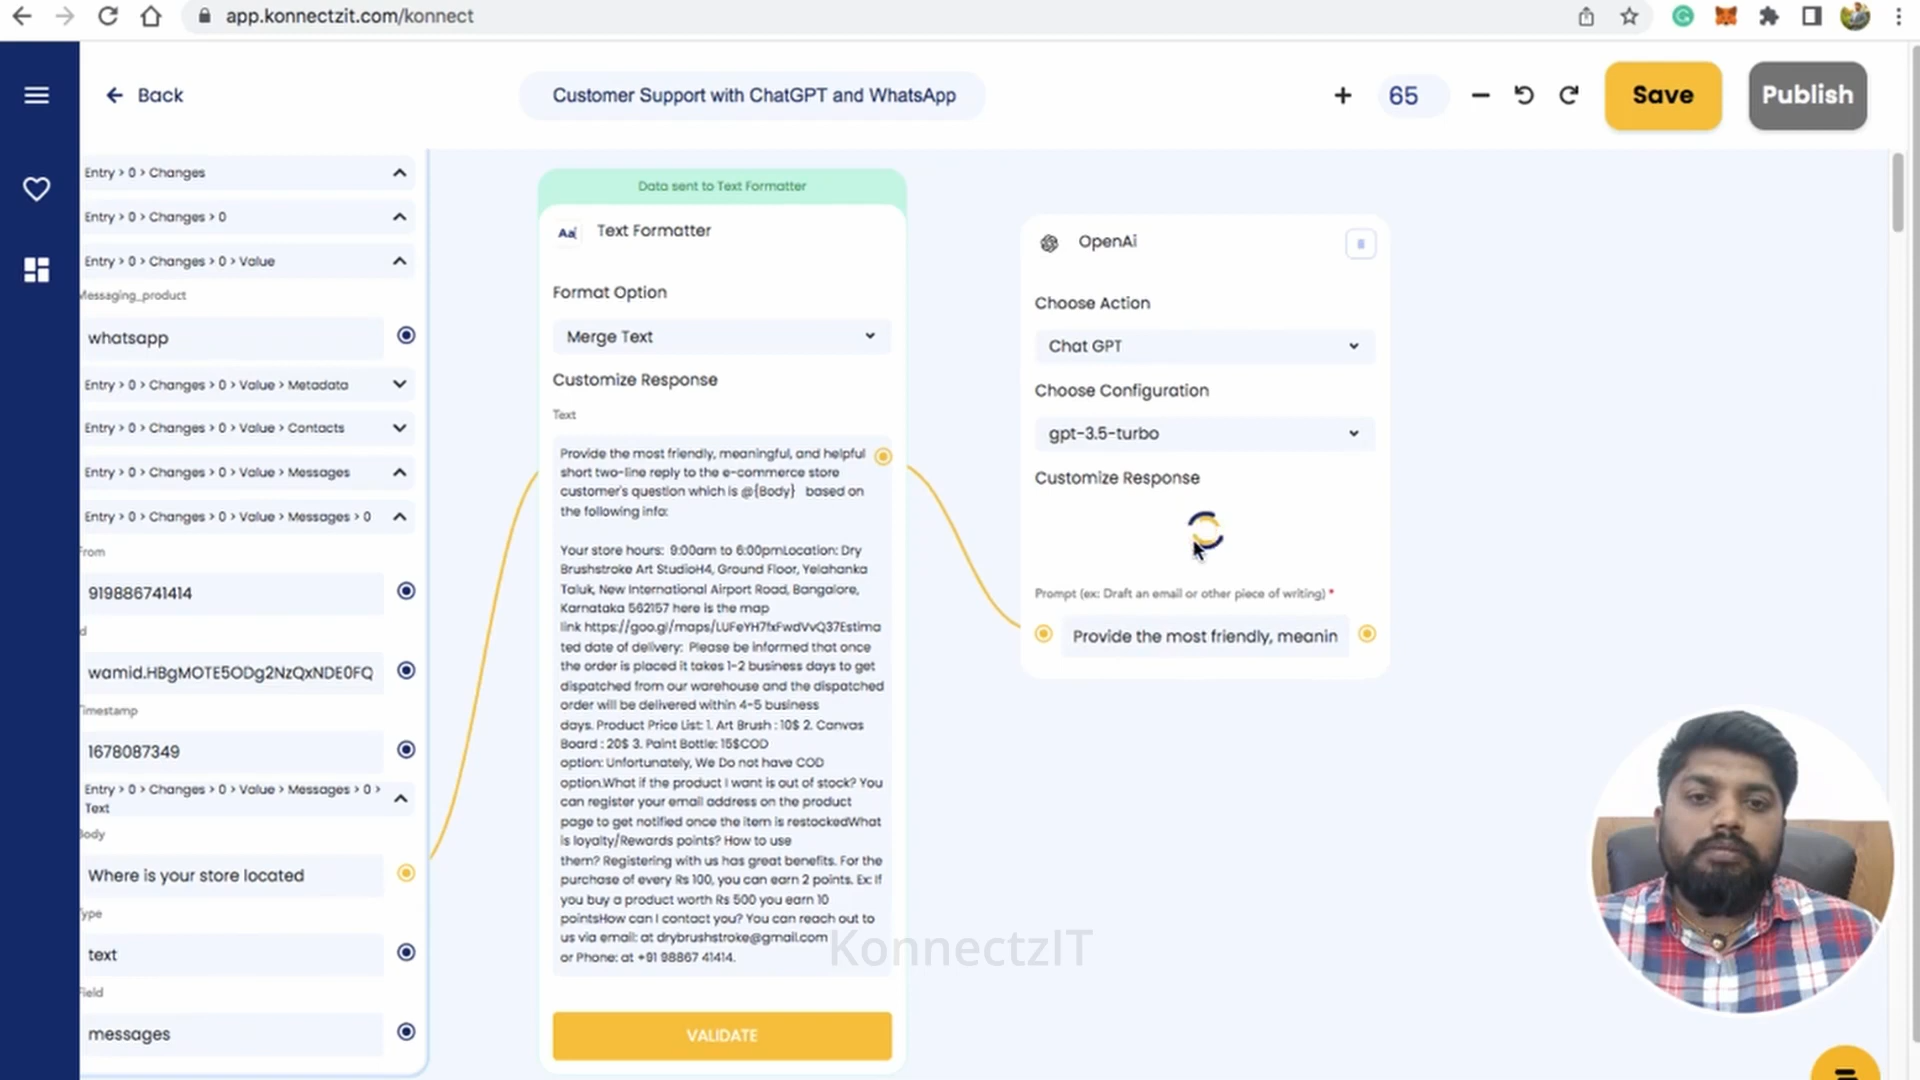 app.konnectzit.com/konnect
Back
Customer Support with ChatGPT and WhatsApp
65
Save
Publish
Entry > 0 > Changes
Entry > 0 > Changes > 0
Entry > 0 > Changes > 0 > Value
Messaging_product
whatsapp
Entry > 0 > Changes > 0 > Value > Metadata
Entry > 0 > Changes > 0 > Value > Contacts
Entry > 0 > Changes > 0 > Value > Messages
Entry > 0 > Changes > 0 > Value > Messages > 0
From
919886741414
d
wamid.HBgMOTE5ODg2NzQxNDE0FQ
Timestamp
1678087349
Entry > 0 > Changes > 0 > Value > Messages > 0 >
Text
Body
Where is your store located
Type
text
Field
messages
Data sent to Text Formatter
Aa
Text Formatter
Format Option
Merge Text
Customize Response
Text
Provide the most friendly, meaningful, and helpful
short two-line reply to the e-commerce store
customer's question which is @{Body} based on
the following info:
Your store hours: 9:00am to 6:00pmLocation: Dry
Brushstroke Art StudioH4, Ground Floor, Yelahanka
Taluk, New International Airport Road, Bangalore,
Karnataka 562157 here is the map
link https://goo.gl/maps/LUFeYH7fxFwdVvQ37Estima
ted date of delivery: Please be informed that once
the order is placed it takes 1-2 business days to get
dispatched from our warehouse and the dispatched
order will be delivered within 4-5 business
days. Product Price List: 1. Art Brush : 10$ 2. Canvas
Board : 20$ 3. Paint Bottle: 15$COD
option: Unfortunately, We Do not have COD
option.What if the product I want is out of stock? You
can register your email address on the product
page to get notified once the item is restockedWhat
is loyalty/Rewards points? How to use
them? Registering with us has great benefits. For the
purchase of every Rs 100, you can earn 2 points. Ex: If
you buy a product worth Rs 500 you earn 10
pointsHow can I contact you? You can reach out to
us via email: at drybrushstroke@gmail.com
or Phone: at +91 98867 41414.
VALIDATE
OpenAi
Choose Action
Chat GPT
Choose Configuration
gpt-3.5-turbo
Customize Response
Prompt (ex: Draft an email or other piece of writing) *
Provide the most friendly, meanin
KonnectzIT